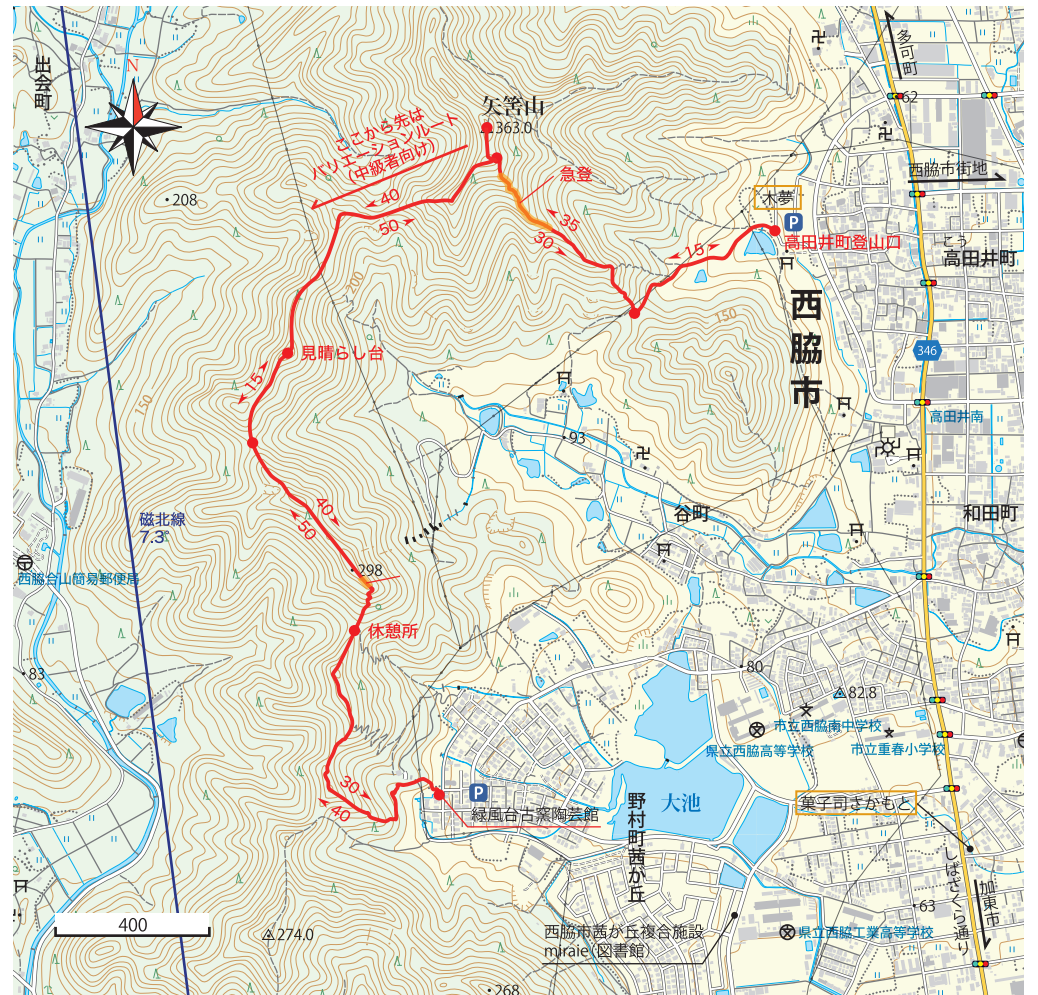 出会町
N
多可町
62
矢筈山
363.0
ここから先は
バリエーションルート
(中級者向け)
急登
西脇市街地
208
40
50
35
30
木夢
P
高田井町登山口
こう
高田井町
15
200
150
西脇市
346
見晴らし台
15
150
高田井南
93
40
50
谷町
和田町
磁北線
7.3°
西脇合山簡易郵便局
298
休憩所
83
80
82.8
市立西脇南中学校
県立西脇高等学校
市立重春小学校
30
40
P
緑風台古窯陶芸館
大池
野村町茜が丘
菓子司さかもと
しばざくら通り
加東市
63
400
274.0
西脇市茜が丘複合施設
miraie(図書館)
県立西脇工業高等学校
268